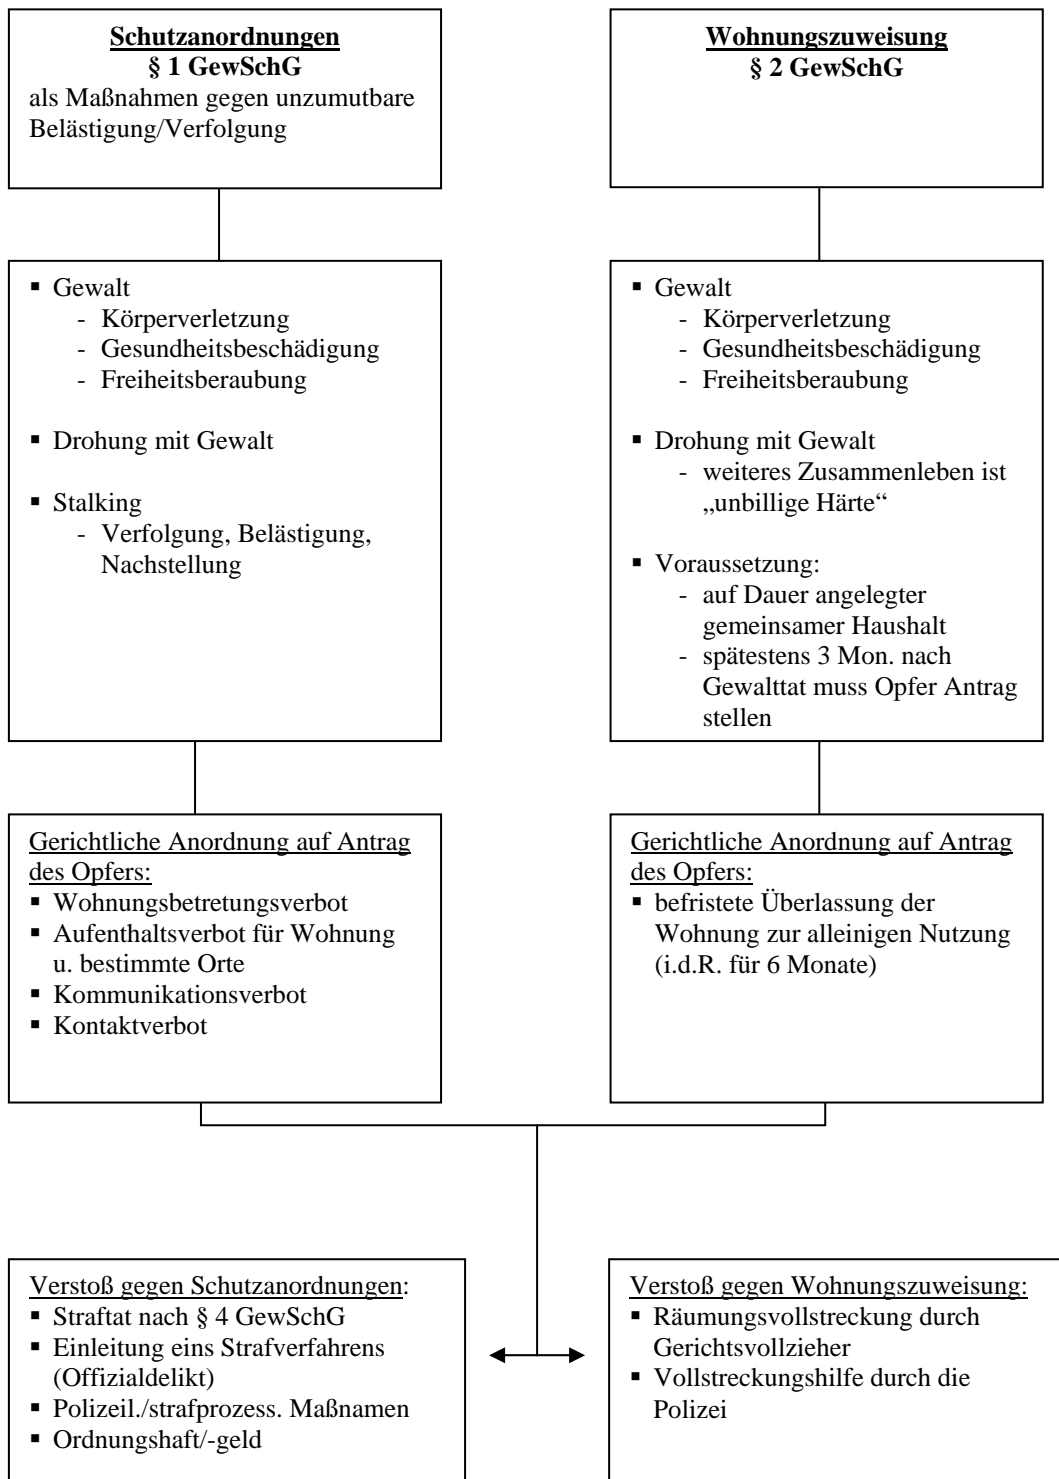 Schutzanordnungen
§ 1 GewSchG
als Maßnahmen gegen unzumutbare
Belästigung/Verfolgung
Wohnungszuweisung
§ 2 GewSchG
▪ Gewalt
- Körperverletzung
- Gesundheitsbeschädigung
- Freiheitsberaubung
▪ Drohung mit Gewalt
▪ Stalking
- Verfolgung, Belästigung,
Nachstellung
▪ Gewalt
- Körperverletzung
- Gesundheitsbeschädigung
- Freiheitsberaubung
▪ Drohung mit Gewalt
- weiteres Zusammenleben ist
„unbillige Härte“
▪ Voraussetzung:
- auf Dauer angelegter
gemeinsamer Haushalt
- spätestens 3 Mon. nach
Gewalttat muss Opfer Antrag
stellen
Gerichtliche Anordnung auf Antrag
des Opfers:
▪ Wohnungsbetretungsverbot
▪ Aufenthaltsverbot für Wohnung
u. bestimmte Orte
▪ Kommunikationsverbot
▪ Kontaktverbot
Gerichtliche Anordnung auf Antrag
des Opfers:
▪ befristete Überlassung der
Wohnung zur alleinigen Nutzung
(i.d.R. für 6 Monate)
Verstoß gegen Schutzanordnungen:
▪ Straftat nach § 4 GewSchG
▪ Einleitung eins Strafverfahrens
(Offizialdelikt)
▪ Polizeil./strafprozess. Maßnamen
▪ Ordnungshaft/-geld
Verstoß gegen Wohnungszuweisung:
▪ Räumungsvollstreckung durch
Gerichtsvollzieher
▪ Vollstreckungshilfe durch die
Polizei